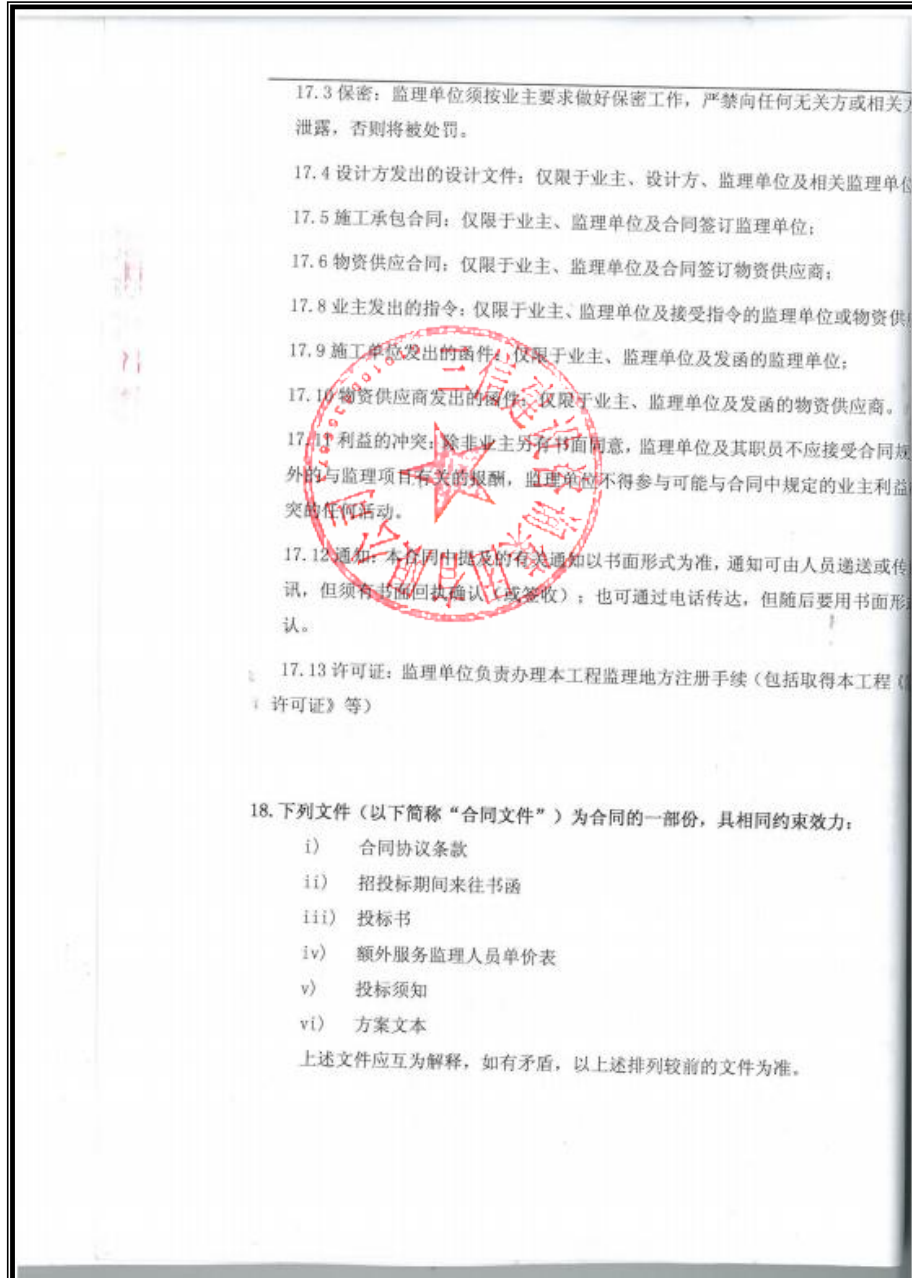 17.3 保密：监理单位须按业主要求做好保密工作，严禁向任何无关方或相关
泄露，否则将被处罚。
17.4 设计方发出的设计文件：仅限于业主、设计方、监理单位及相关监理单位
17.5 施工承包合同：仅限于业主、监理单位及合同签订监理单位；
17.6 物资供应合同：仅限于业主、监理单位及合同签订物资供应商；
17.8 业主发出的指令：仅限于业主、监理单位及接受指令的监理单位或物资供
17.9 施工单位发出的函件：仅限于业主、监理单位及发函的监理单位；
17.10 物资供应商发出的函件：仅限于业主、监理单位及发函的物资供应商。
17.11 利益的冲突：除非业主另有书面同意，监理单位及其职员不应接受合同规
外的与监理项目有关的报酬，监理单位不得参与可能与合同中规定的业主利益
突的任何活动。
17.12 通知：本合同中提及的有关通知以书面形式为准，通知可由人员递送或传
讯，但须有书面回执确认（或签收）；也可通过电话传达，但随后要用书面形
认。
17.13 许可证：监理单位负责办理本工程监理地方注册手续（包括取得本工程《
许可证》等）
18.下列文件（以下简称“合同文件”）为合同的一部份，具相同约束效力：
i) 合同协议条款
ii) 招投标期间来往书函
iii) 投标书
iv) 额外服务监理人员单价表
v) 投标须知
vi) 方案文本
上述文件应互为解释，如有矛盾，以上述排列较前的文件为准。